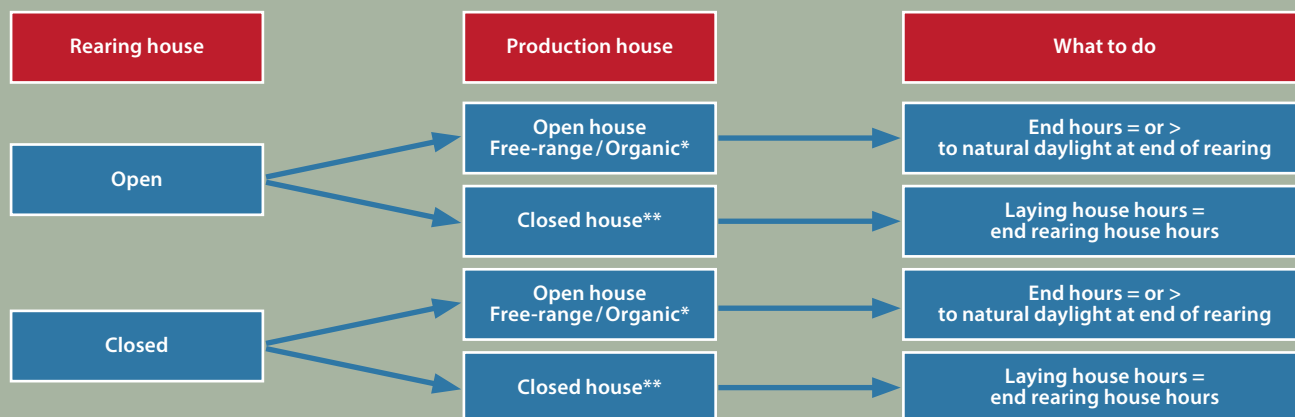 Rearing house
Production house
What to do
Open
Open house
Free-range / Organic*
End hours = or >
to natural daylight at end of rearing
Closed house**
Laying house hours =
end rearing house hours
Closed
Open house
Free-range / Organic*
End hours = or >
to natural daylight at end of rearing
Closed house**
Laying house hours =
end rearing house hours